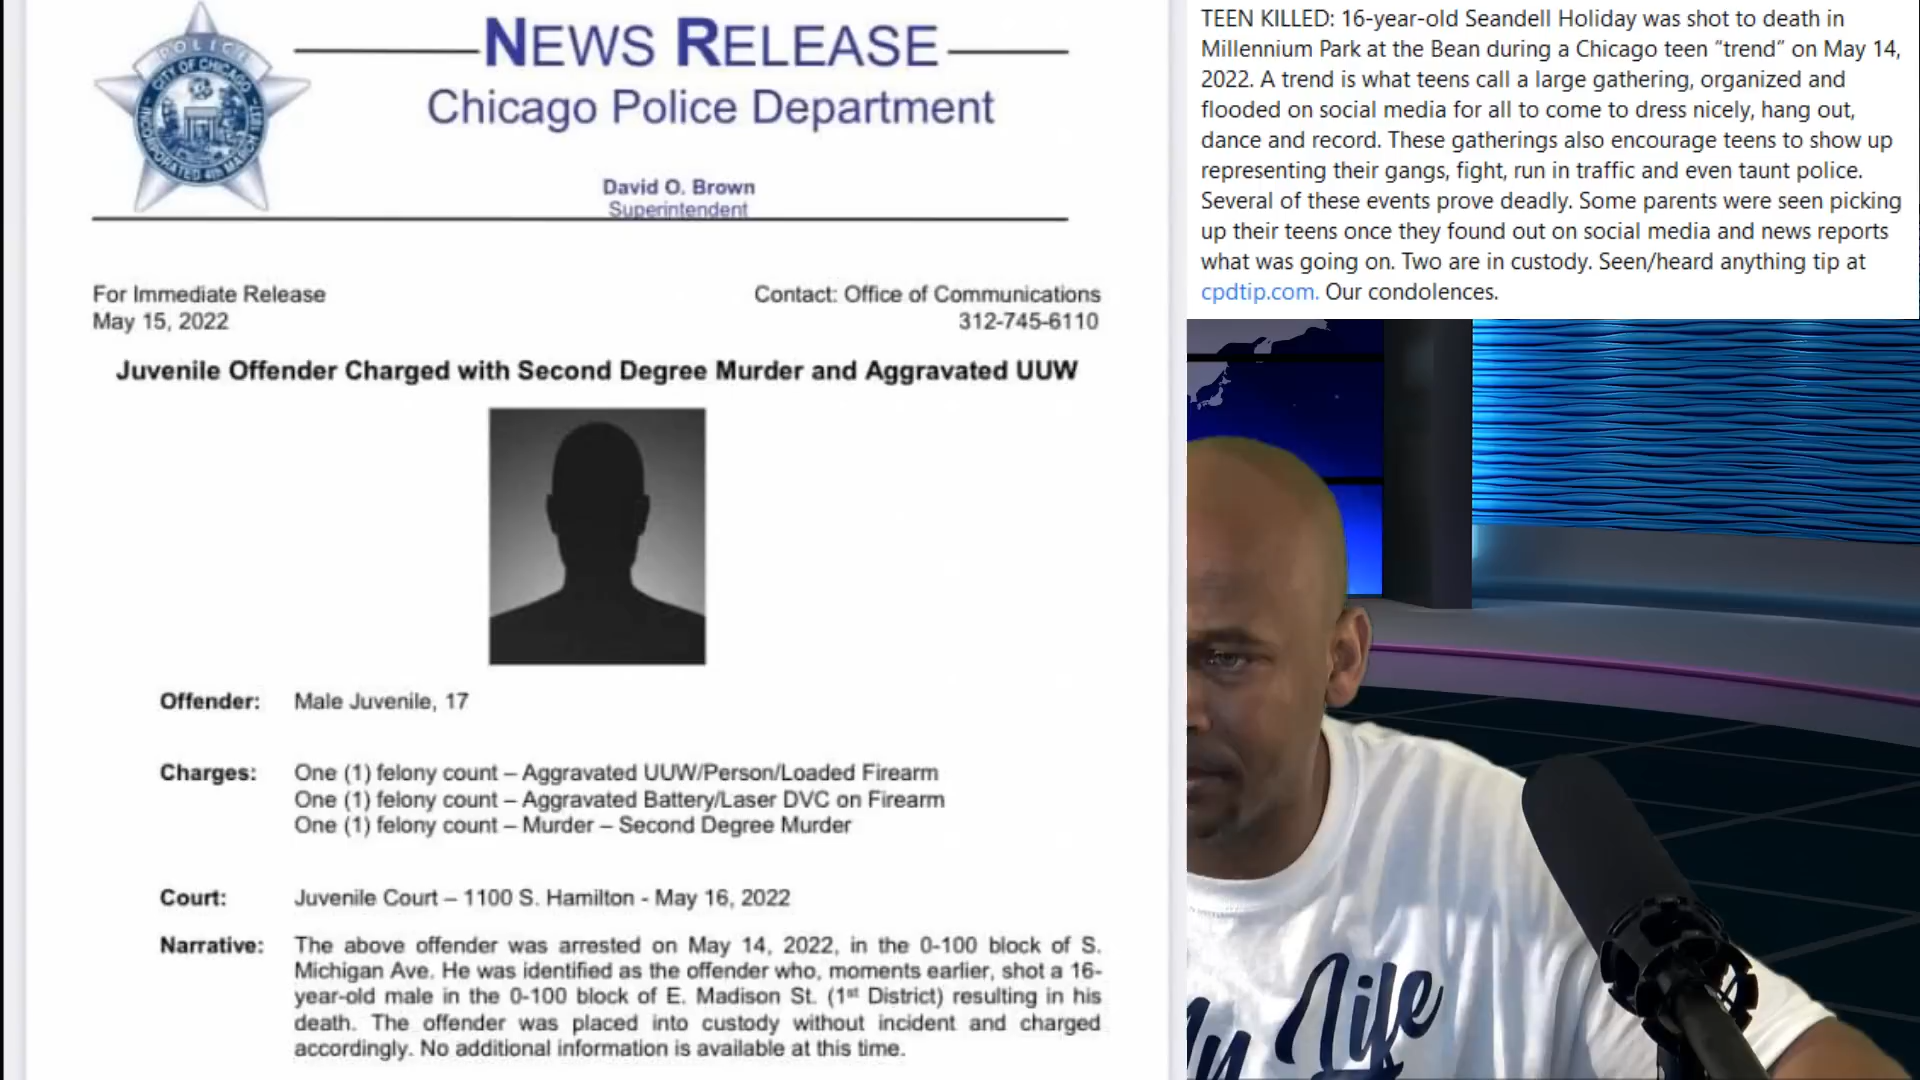 POLICE
CITY OF CHICAGO
INCORPORATED 4th MARCH 1837
NEWS RELEASE
Chicago Police Department
David O. Brown
Superintendent
For Immediate Release
May 15, 2022
Contact: Office of Communications
312-745-6110
Juvenile Offender Charged with Second Degree Murder and Aggravated UUW
Offender: Male Juvenile, 17
Charges: One (1) felony count – Aggravated UUW/Person/Loaded Firearm
One (1) felony count – Aggravated Battery/Laser DVC on Firearm
One (1) felony count – Murder – Second Degree Murder
Court: Juvenile Court – 1100 S. Hamilton - May 16, 2022
Narrative: The above offender was arrested on May 14, 2022, in the 0-100 block of S.
Michigan Ave. He was identified as the offender who, moments earlier, shot a 16-
year-old male in the 0-100 block of E. Madison St. (1st District) resulting in his
death. The offender was placed into custody without incident and charged
accordingly. No additional information is available at this time.
TEEN KILLED: 16-year-old Seandell Holiday was shot to death in
Millennium Park at the Bean during a Chicago teen “trend” on May 14,
2022. A trend is what teens call a large gathering, organized and
flooded on social media for all to come to dress nicely, hang out,
dance and record. These gatherings also encourage teens to show up
representing their gangs, fight, run in traffic and even taunt police.
Several of these events prove deadly. Some parents were seen picking
up their teens once they found out on social media and news reports
what was going on. Two are in custody. Seen/heard anything tip at
cpdtip.com. Our condolences.
Life